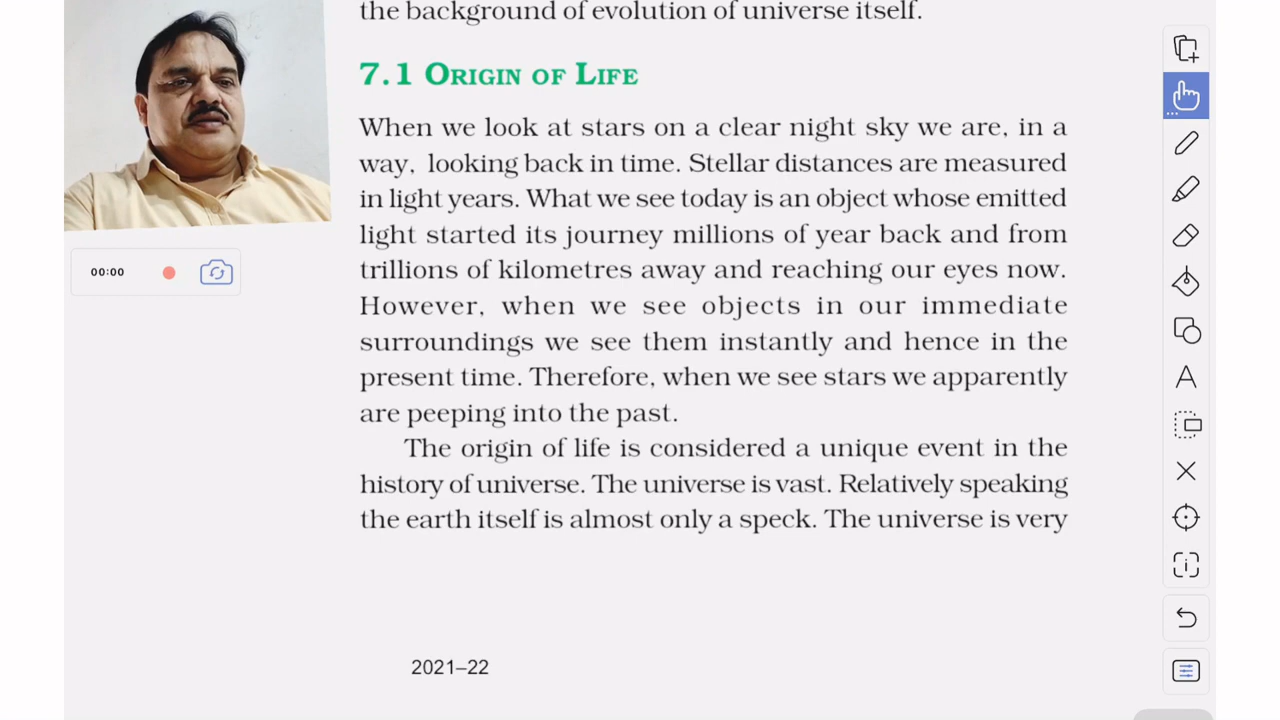 the background of evolution of universe itself.
7.1 ORIGIN OF LIFE
When we look at stars on a clear night sky we are, in a
way, looking back in time. Stellar distances are measured
in light years. What we see today is an object whose emitted
light started its journey millions of year back and from
trillions of kilometres away and reaching our eyes now.
However, when we see objects in our immediate
surroundings we see them instantly and hence in the
present time. Therefore, when we see stars we apparently
are peeping into the past.
The origin of life is considered a unique event in the
history of universe. The universe is vast. Relatively speaking
the earth itself is almost only a speck. The universe is very
00:00
2021–22